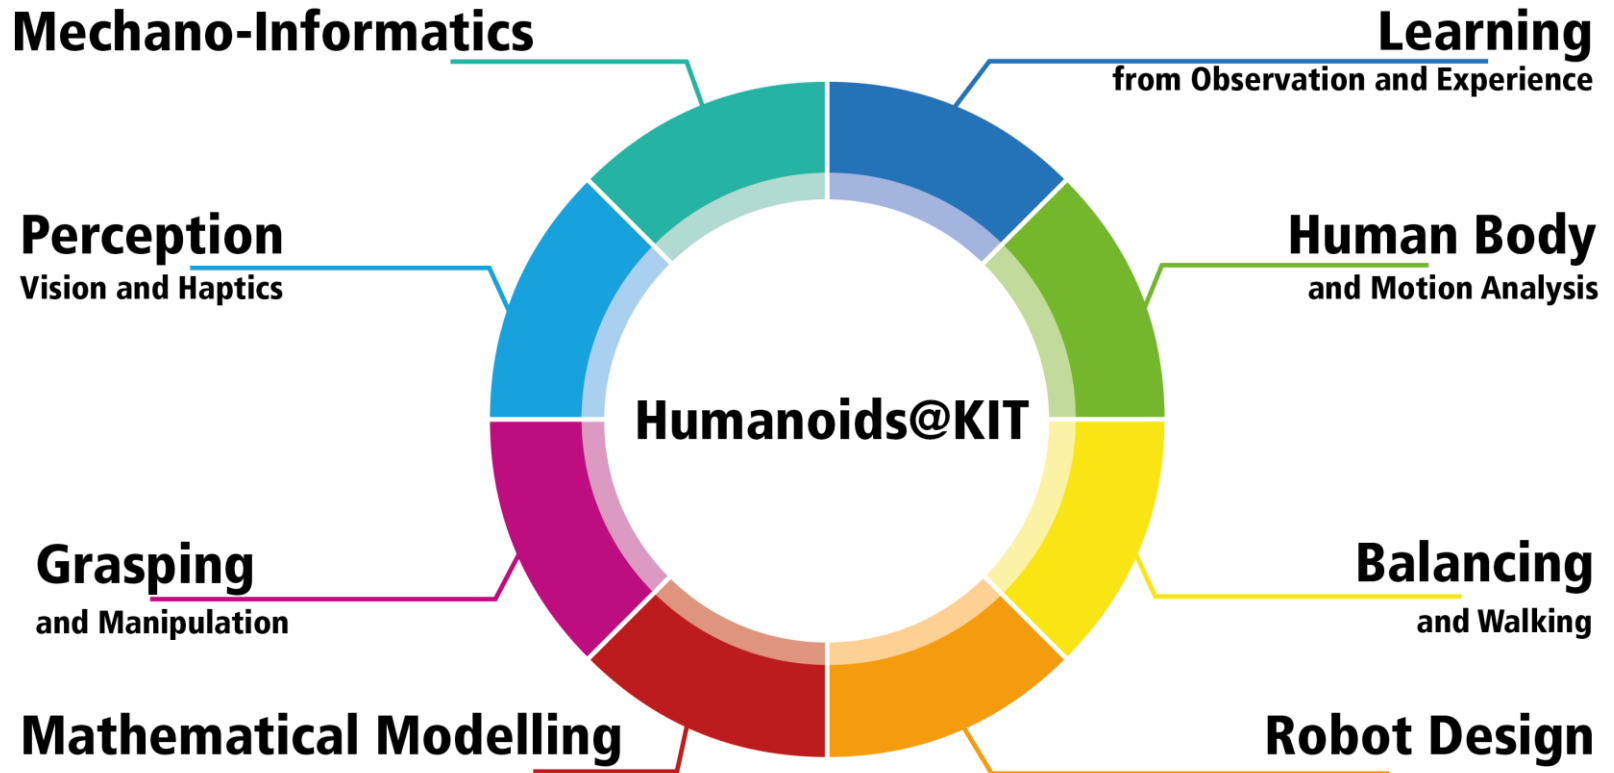 Mechano-Informatics
Learning
from Observation and Experience
Perception
Vision and Haptics
Human Body
and Motion Analysis
Humanoids@KIT
Grasping
and Manipulation
Balancing
and Walking
Mathematical Modelling
Robot Design